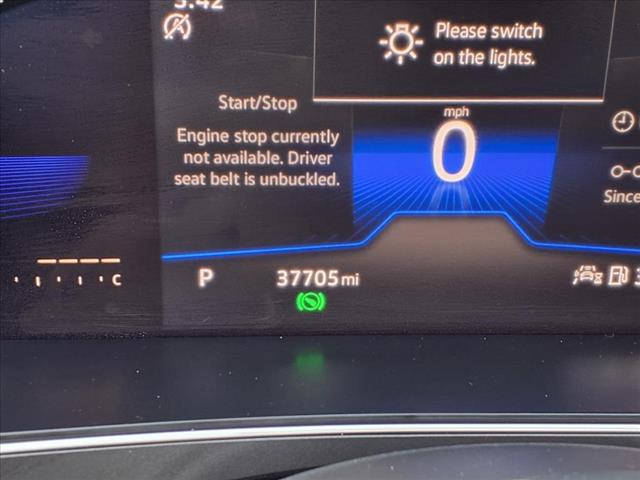 Please switch
on the lights.
Start/Stop
mph
Engine stop currently
not available. Driver
seat belt is unbuckled.
0
Since
C
P
37705 mi